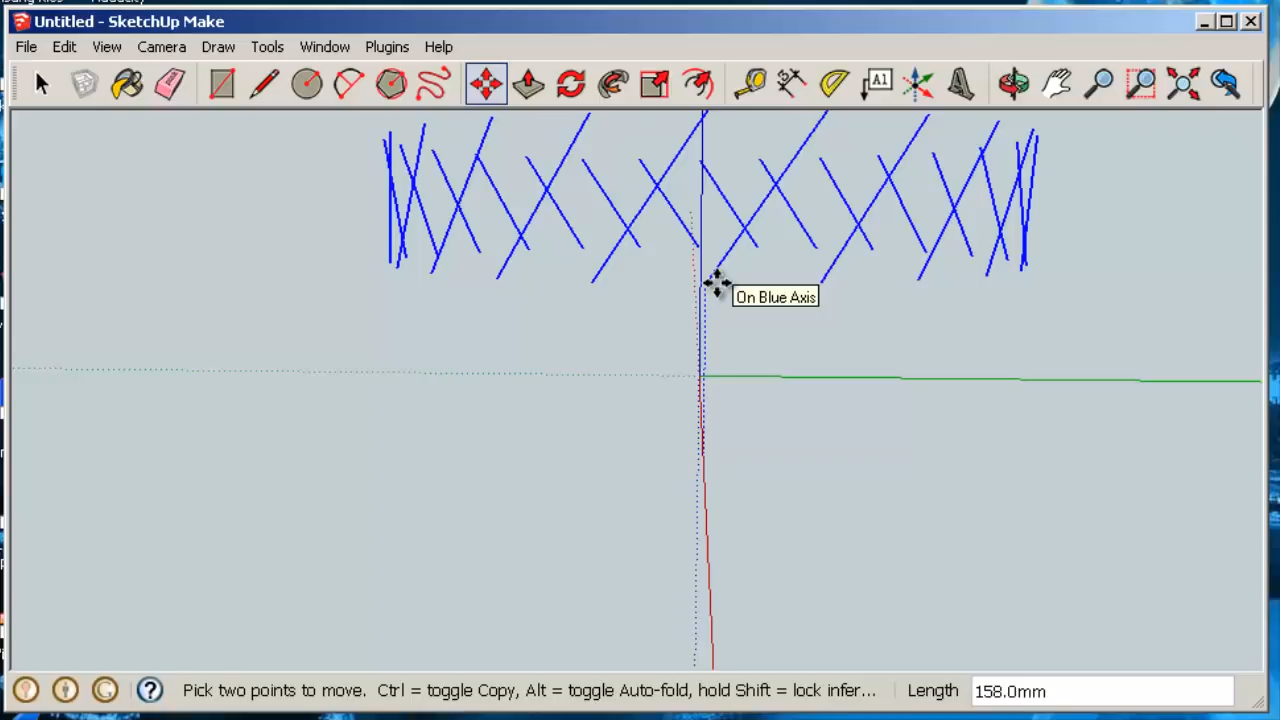 Untitled - SketchUp Make
File Edit View Camera Draw Tools Window Plugins Help
A1
On Blue Axis
Pick two points to move. Ctrl = toggle Copy, Alt = toggle Auto-fold, hold Shift = lock infer... Length 158.0mm